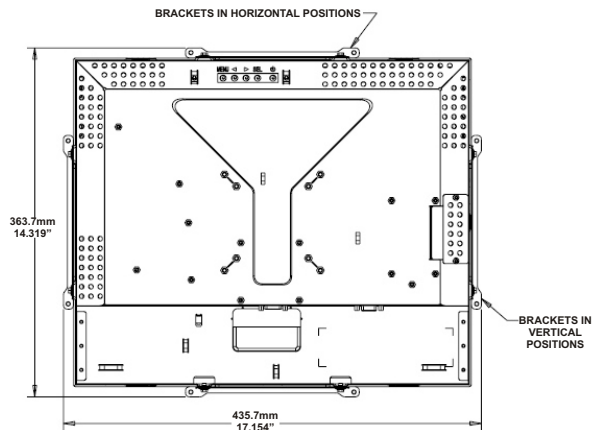 BRACKETS IN HORIZONTAL POSITIONS
MENU ◁ ▷ SEL
363.7mm
14.319”
BRACKETS IN
VERTICAL
POSITIONS
435.7mm
17.154”